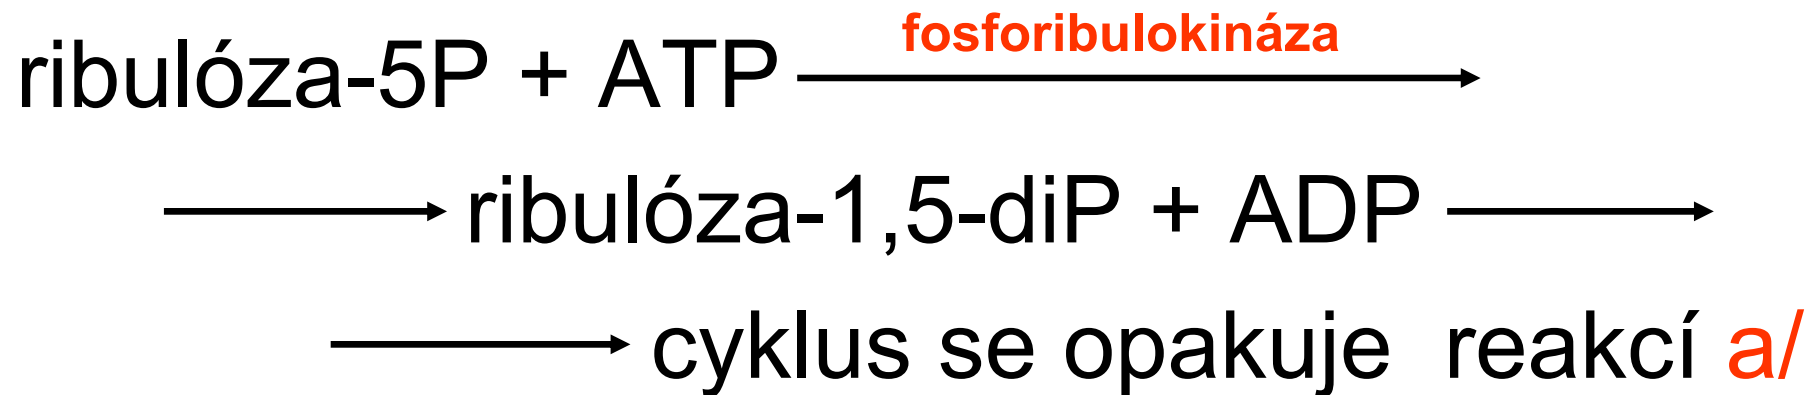 fosforibulokináza
ribulóza-5P + ATP
ribulóza-1,5-diP + ADP
cyklus se opakuje reakcí a/